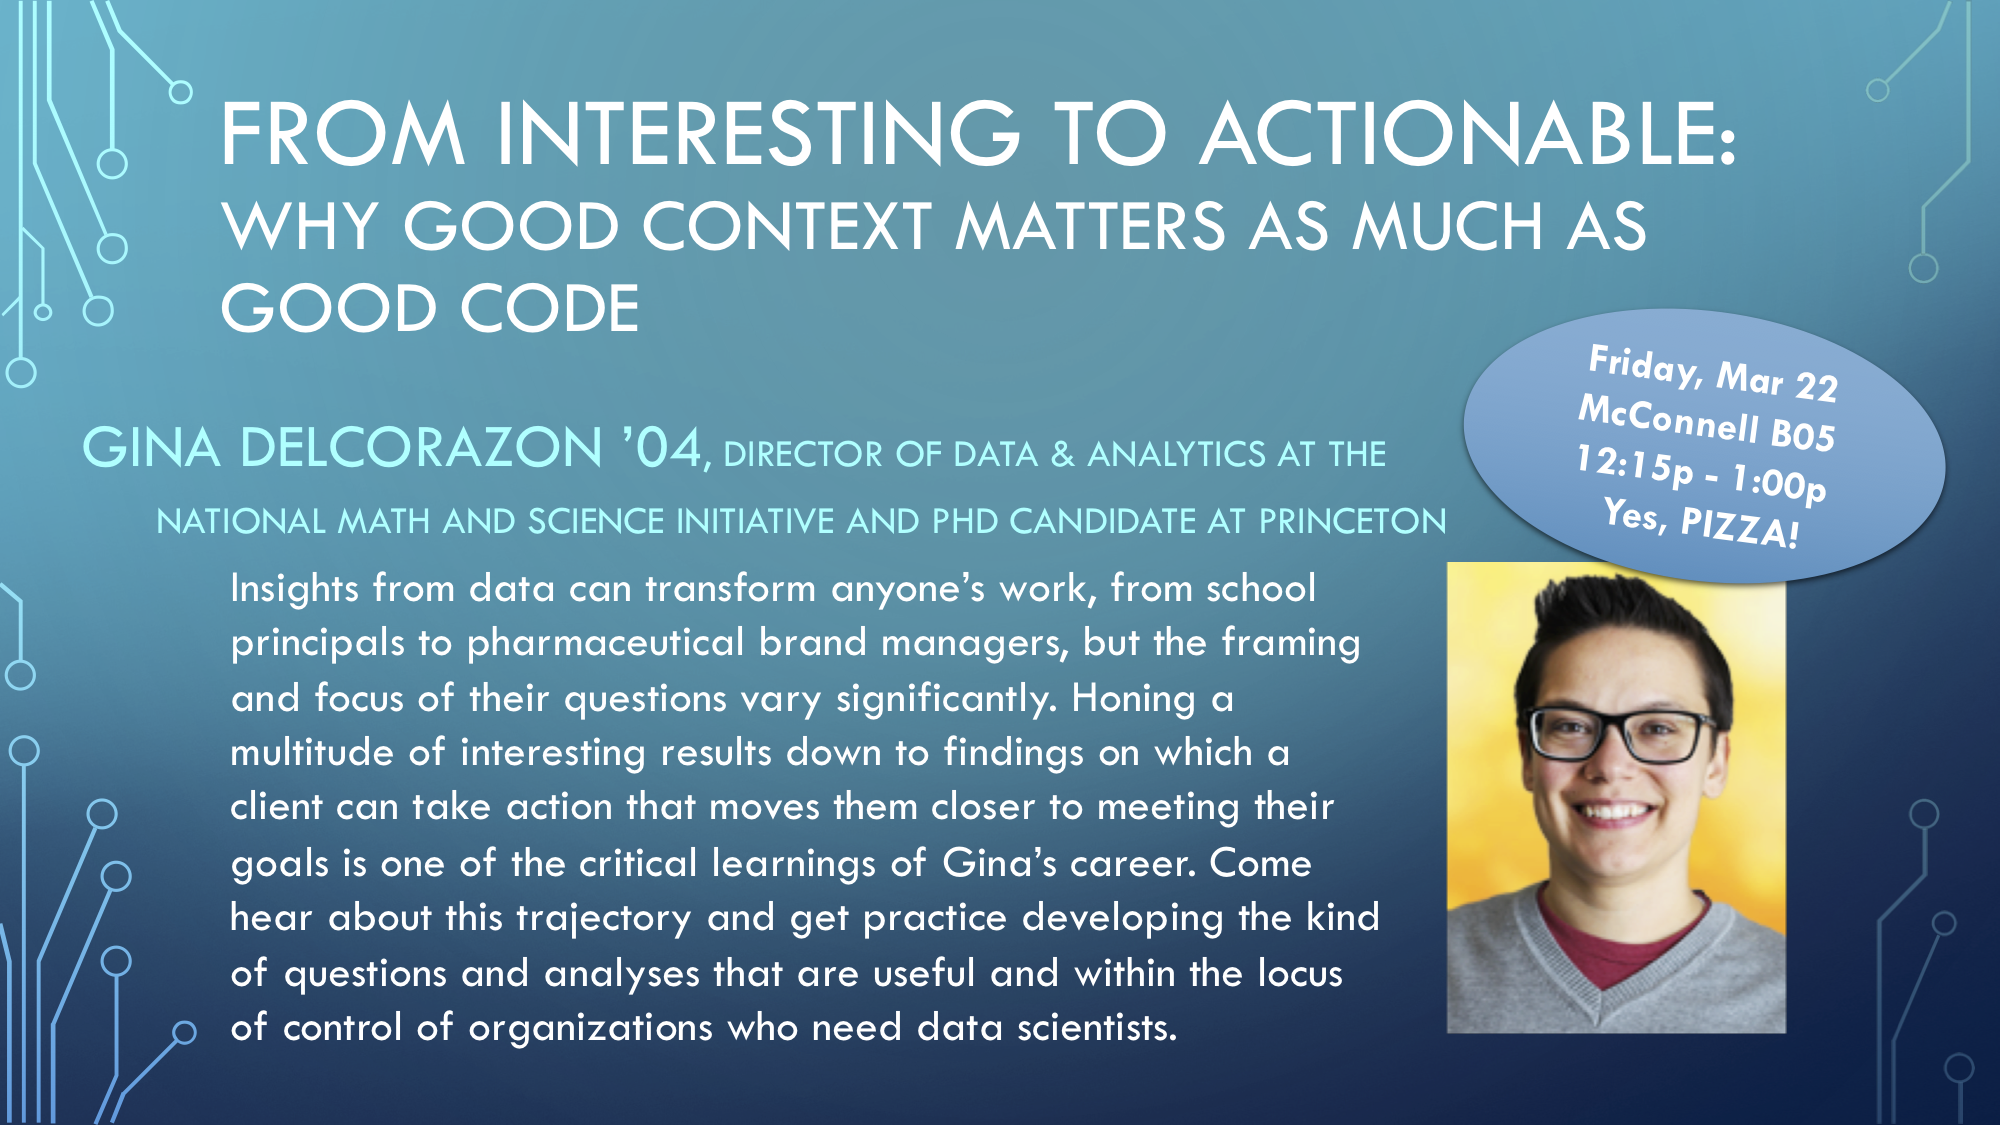 FROM INTERESTING TO ACTIONABLE:
WHY GOOD CONTEXT MATTERS AS MUCH AS
GOOD CODE
Friday, Mar 22
McConnell B05
12:15p - 1:00p
Yes, PIZZA!
GINA DELCORAZON ’04, DIRECTOR OF DATA & ANALYTICS AT THE
NATIONAL MATH AND SCIENCE INITIATIVE AND PHD CANDIDATE AT PRINCETON
Insights from data can transform anyone’s work, from school
principals to pharmaceutical brand managers, but the framing
and focus of their questions vary significantly. Honing a
multitude of interesting results down to findings on which a
client can take action that moves them closer to meeting their
goals is one of the critical learnings of Gina’s career. Come
hear about this trajectory and get practice developing the kind
of questions and analyses that are useful and within the locus
of control of organizations who need data scientists.